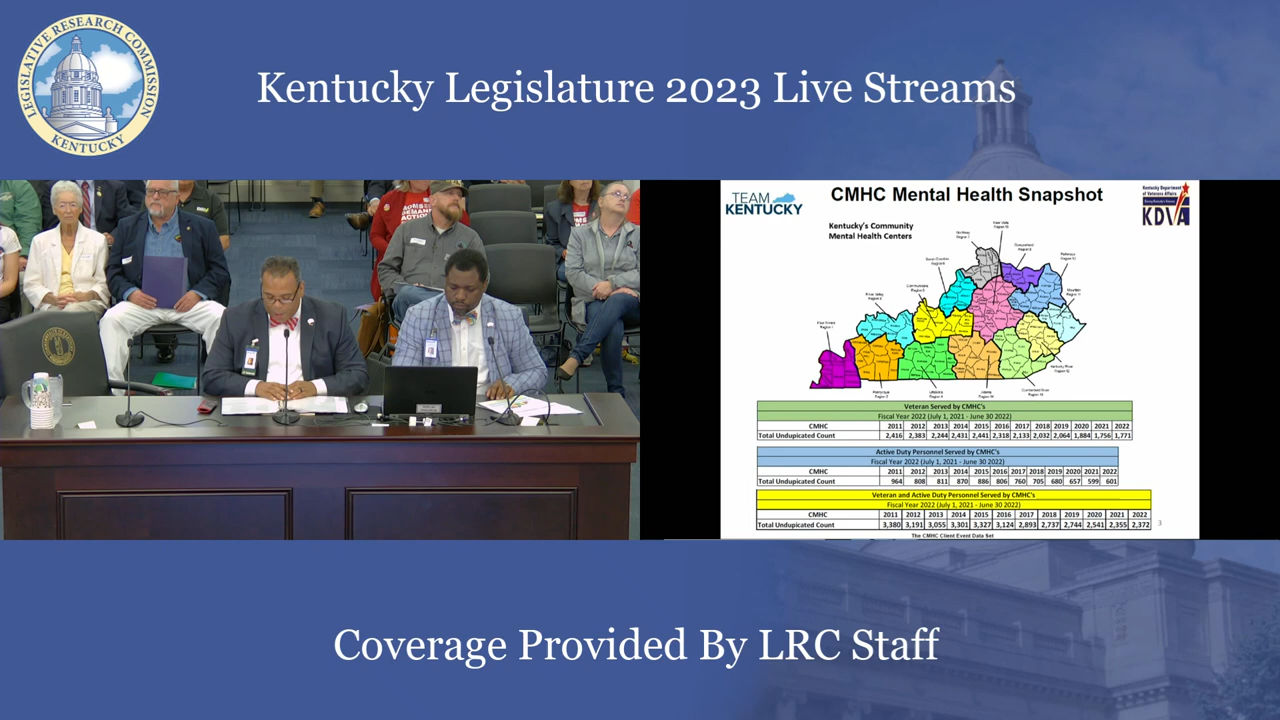 LEGISLATIVE RESEARCH COMMISSION
KENTUCKY
Kentucky Legislature 2023 Live Streams
MOMS
DEMAND
ACTION
TEAM
KENTUCKY
CMHC Mental Health Snapshot
Kentucky Department
of Veterans Affairs
KDVA
Kentucky's Community
Mental Health Centers
Veteran Served by CMHC's
Fiscal Year 2022 (July 1, 2021 - June 30 2022)
CMHC 2011 2012 2013 2014 2015 2016 2017 2018 2019 2020 2021 2022
Total Undupicated Count 2,416 2,383 2,244 2,431 2,441 2,318 2,133 2,032 2,064 1,884 1,756 1,771
Active Duty Personnel Served by CMHC's
Fiscal Year 2022 (July 1, 2021 - June 30 2022)
CMHC 2011 2012 2013 2014 2015 2016 2017 2018 2019 2020 2021 2022
Total Undupicated Count 964 808 811 870 886 806 760 705 680 657 599 601
Veteran and Active Duty Personnel Served by CMHC's
Fiscal Year 2022 (July 1, 2021 - June 30 2022)
CMHC 2011 2012 2013 2014 2015 2016 2017 2018 2019 2020 2021 2022
Total Undupicated Count 3,380 3,191 3,055 3,301 3,327 3,124 2,893 2,737 2,744 2,541 2,355 2,372
3
The CMHC Client Event Data Set
Coverage Provided By LRC Staff